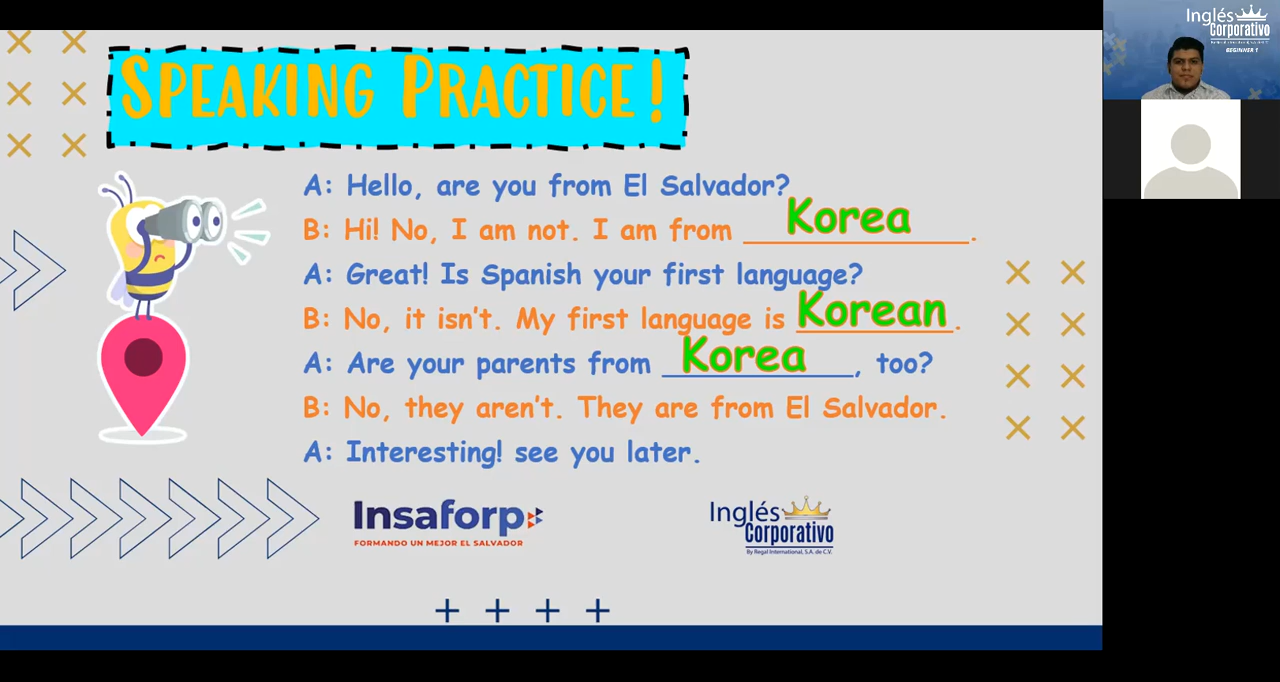 Speaking Practice!
A: Hello, are you from El Salvador?
B: Hi! No, I am not. I am from Korea.
A: Great! Is Spanish your first language?
B: No, it isn't. My first language is Korean.
A: Are your parents from Korea, too?
B: No, they aren't. They are from El Salvador.
A: Interesting! see you later.
Insaforp
FORMANDO UN MEJOR EL SALVADOR
Inglés
Corporativo
By Regal International, S.A. de C.V.
Inglés
Corporativo
BEGINNER 1